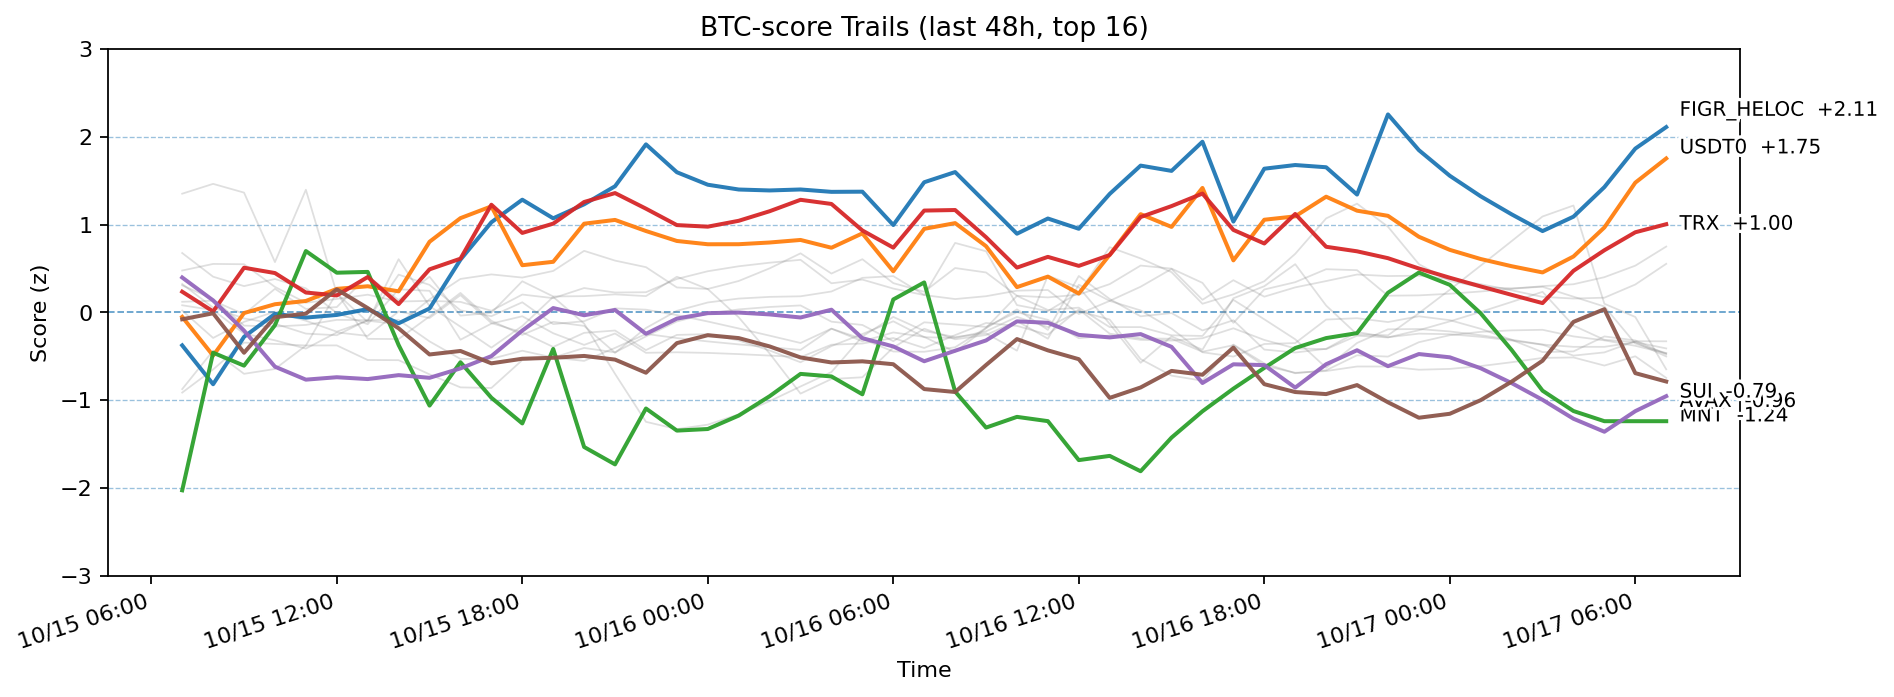 BTC-score Trails (last 48h, top 16)
3
2
1
0
−1
−2
−3
Score (z)
FIGR_HELOC +2.11
USDT0 +1.75
TRX +1.00
SUI -0.79
AVAX -0.96
MNT -1.24
10/15 06:00
10/15 12:00
10/15 18:00
10/16 00:00
10/16 06:00
10/16 12:00
10/16 18:00
10/17 00:00
10/17 06:00
Time